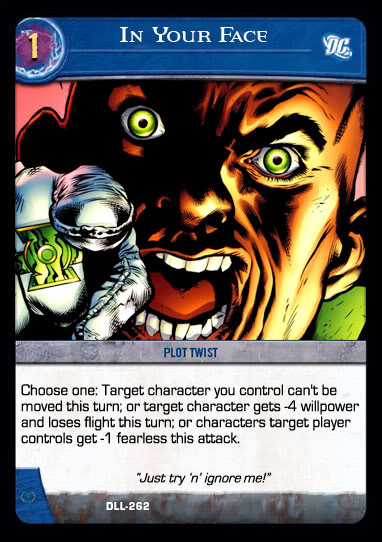 1
In Your Face
DC
PLOT TWIST
Choose one: Target character you control can't be
moved this turn; or target character gets -4 willpower
and loses flight this turn; or characters target player
controls get -1 fearless this attack.
“Just try ‘n’ ignore me!”
DLL-262